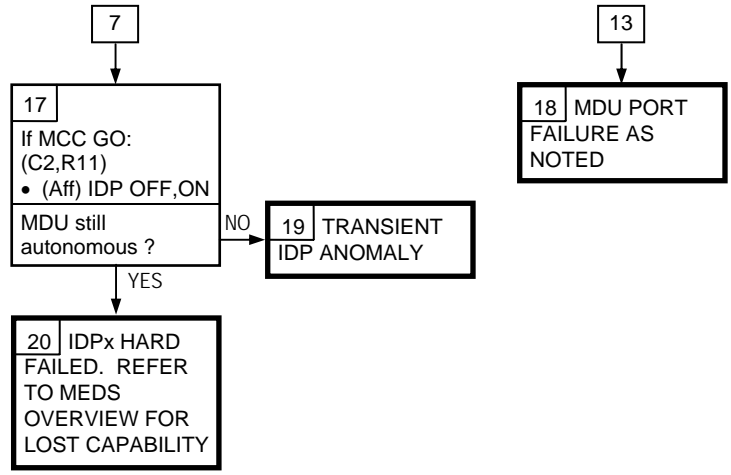 7
17
If MCC GO:
(C2,R11)
• (Aff) IDP OFF,ON
MDU still
autonomous ?
NO
YES
19 TRANSIENT
IDP ANOMALY
20 IDPx HARD
FAILED. REFER
TO MEDS
OVERVIEW FOR
LOST CAPABILITY
13
18 MDU PORT
FAILURE AS
NOTED